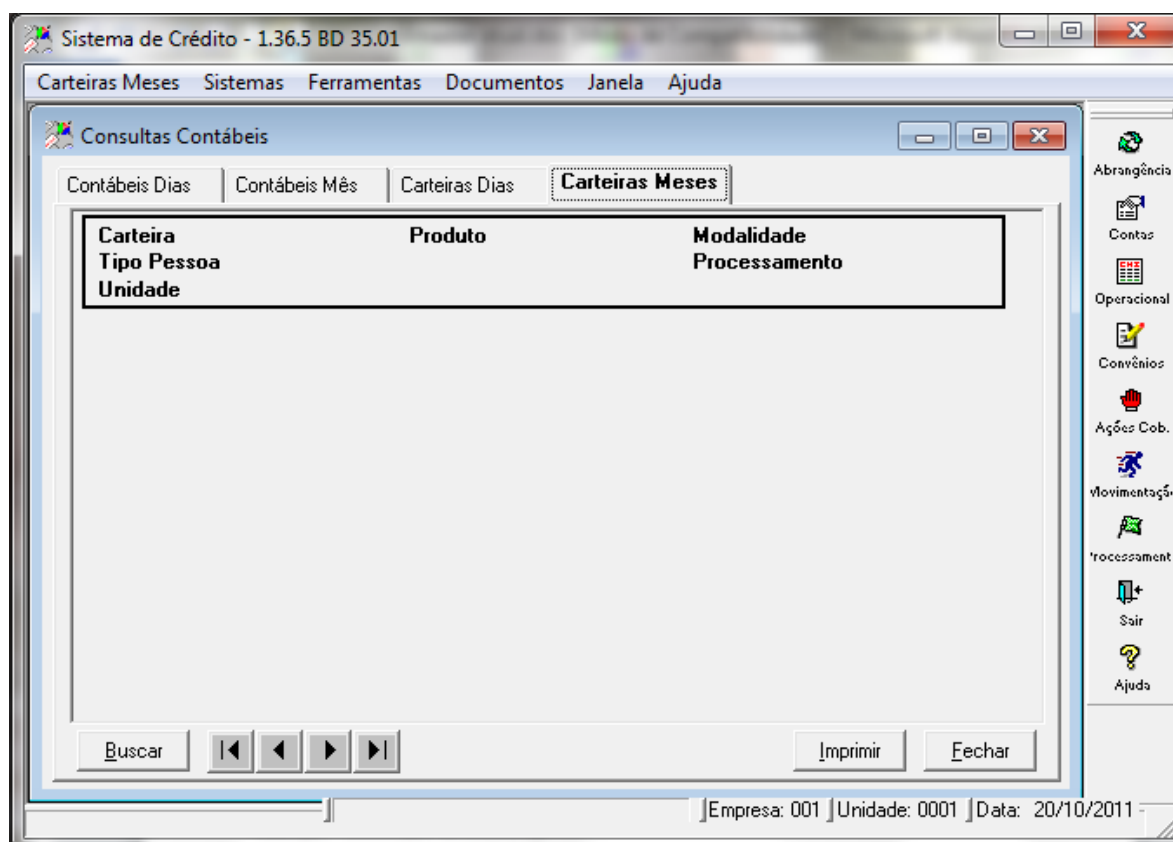 Sistema de Crédito - 1.36.5 BD 35.01
Carteiras Meses Sistemas Ferramentas Documentos Janela Ajuda
Consultas Contábeis
Contábeis Dias Contábeis Mês Carteiras Dias Carteiras Meses
Carteira Produto Modalidade
Tipo Pessoa Processamento
Unidade
Buscar Imprimir Fechar
Abrangência
Contas
Operacional
Convênios
Ações Cob.
Movimentaçã
rocessament
Sair
Ajuda
Empresa: 001 Unidade: 0001 Data: 20/10/2011